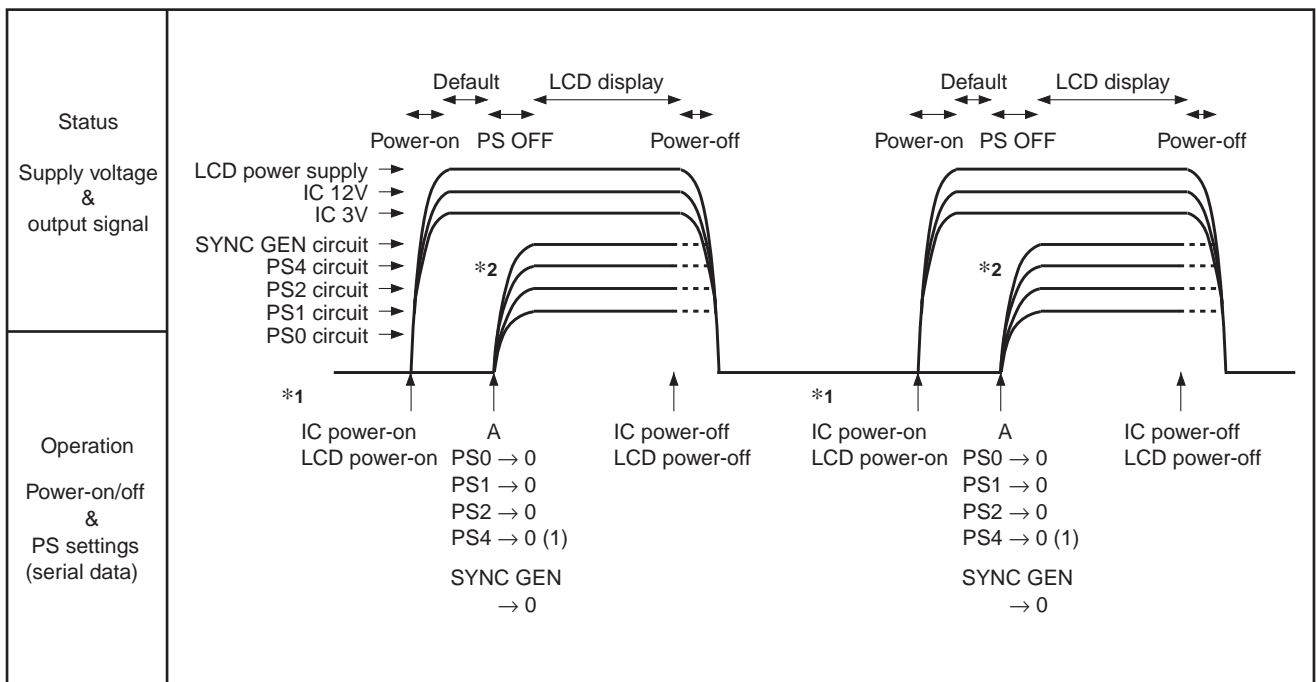 Status
Supply voltage
&
output signal
Operation
Power-on/off
&
PS settings
(serial data)
Default LCD display Default LCD display
Power-on PS OFF Power-off Power-on PS OFF Power-off
LCD power supply
IC 12V
IC 3V
SYNC GEN circuit
PS4 circuit
PS2 circuit
PS1 circuit
PS0 circuit
*2 *2
*1 *1
IC power-on A IC power-off IC power-on A IC power-off
LCD power-on PS0 → 0 LCD power-off LCD power-on PS0 → 0 LCD power-off
PS1 → 0 PS1 → 0
PS2 → 0 PS2 → 0
PS4 → 0 (1) PS4 → 0 (1)
SYNC GEN SYNC GEN
→ 0 → 0